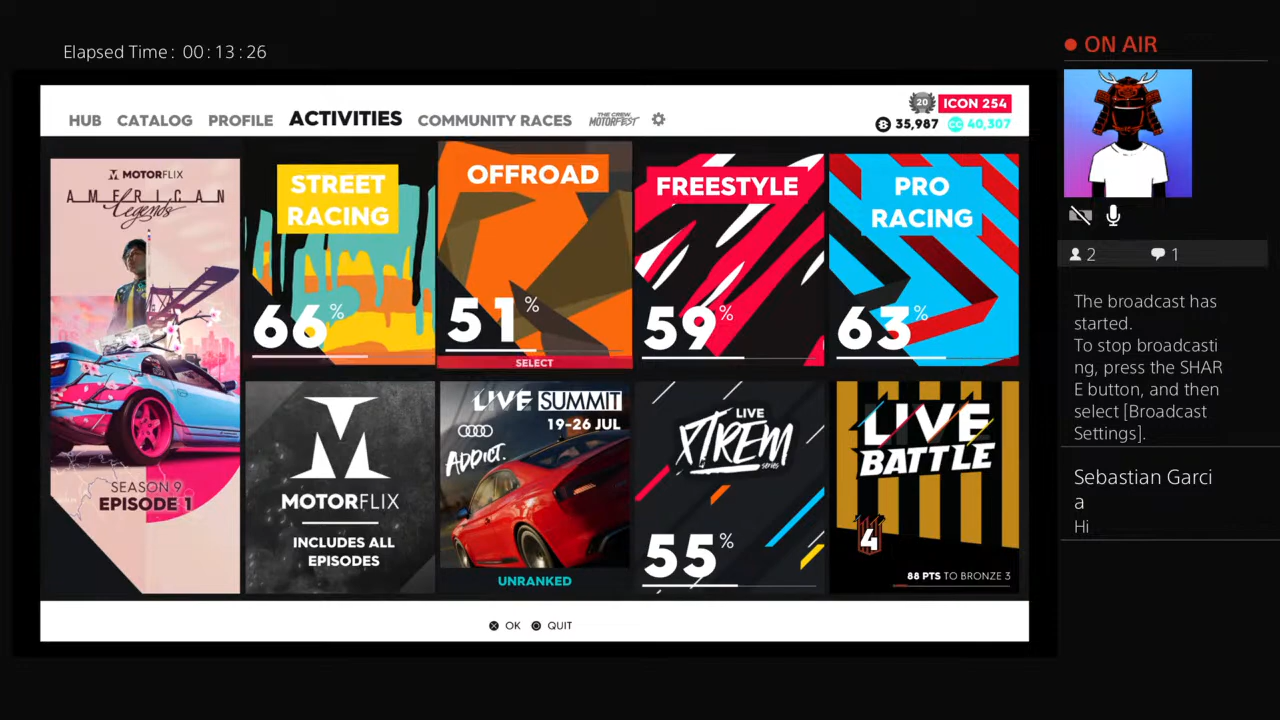 Elapsed Time: 00:13:26
ON AIR
HUB CATALOG PROFILE ACTIVITIES COMMUNITY RACES THE CREW MOTORFEST
20 ICON 254
35,987 CC 40,307
MOTORFLIX
AMERICAN
Legends
SEASON 9
EPISODE 1
STREET
RACING
66%
OFFROAD
51%
SELECT
FREESTYLE
59%
PRO
RACING
63%
MOTORFLIX
INCLUDES ALL
EPISODES
LIVE SUMMIT
19-26 JUL
ADDICT.
UNRANKED
LIVE
XTREM
series
55%
LIVE
BATTLE
4
88 PTS TO BRONZE 3
OK QUIT
2 1
The broadcast has
started.
To stop broadcasti
ng, press the SHAR
E button, and then
select [Broadcast
Settings].
Sebastian Garci
a
Hi